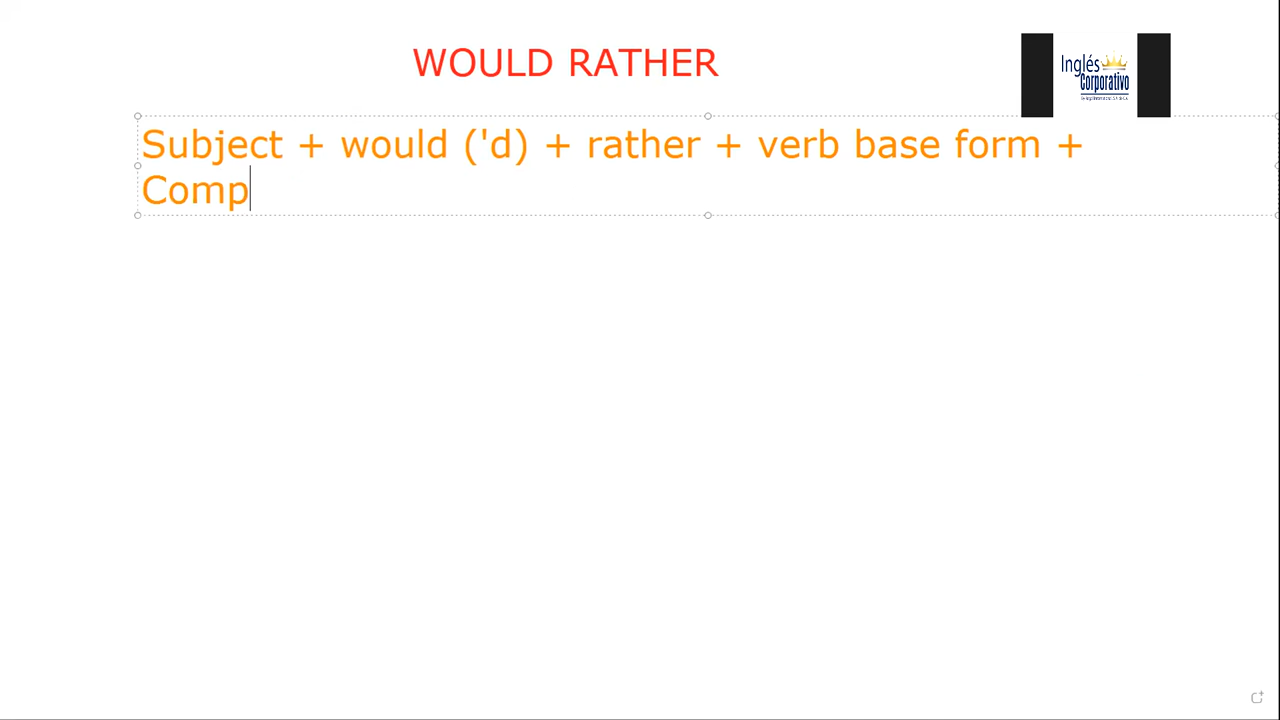 WOULD RATHER
Inglés
Corporativo
Subject + would ('d) + rather + verb base form +
Comp